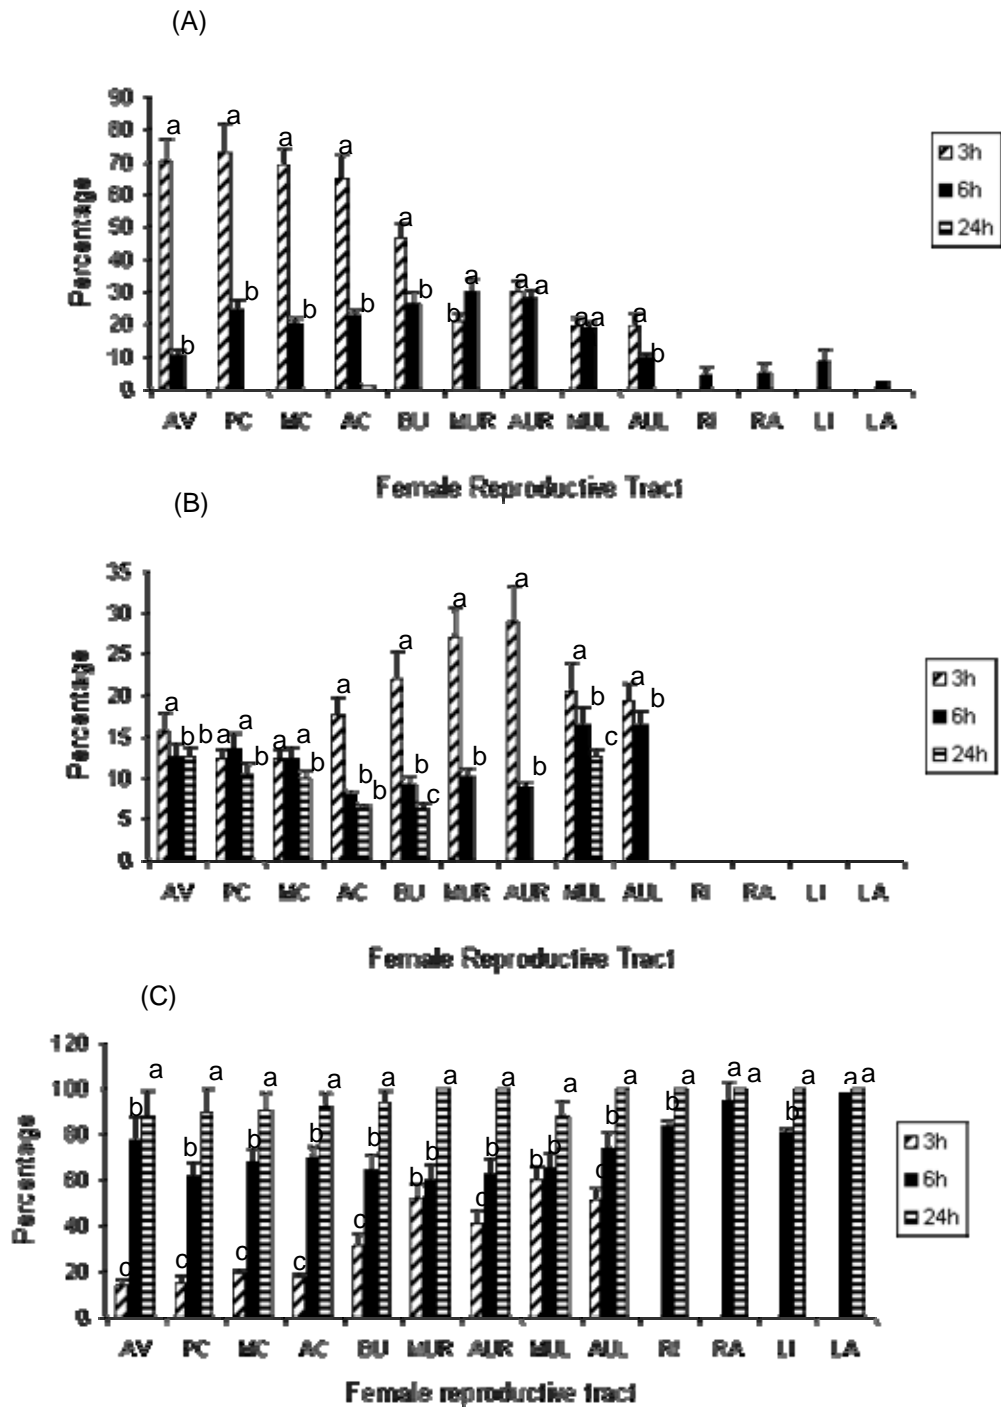 (A)
90
80
70
60
50
40
30
20
10
0
Percentage
a a a a a a a a a a a a
b b b b b b b b
3h
6h
24h
AV PC MC AC BU MUR AUR MUL AUL RI RA LI LA
Female Reproductive Tract
(B)
35
30
25
20
15
10
5
0
Percentage
a b b a a b a a b a b b a b c a b a b a b c a b
3h
6h
24h
AV PC MC AC BU MUR AUR MUL AUL RI RA LI LA
Female Reproductive Tract
(C)
120
100
80
60
40
20
0
Percentage
c b a c b a c b a c b a c b a b b a c b a b b a c b a b a a a b a a a
3h
6h
24h
AV PC MC AC BU MUR AUR MUL AUL RI RA LI LA
Female reproductive tract